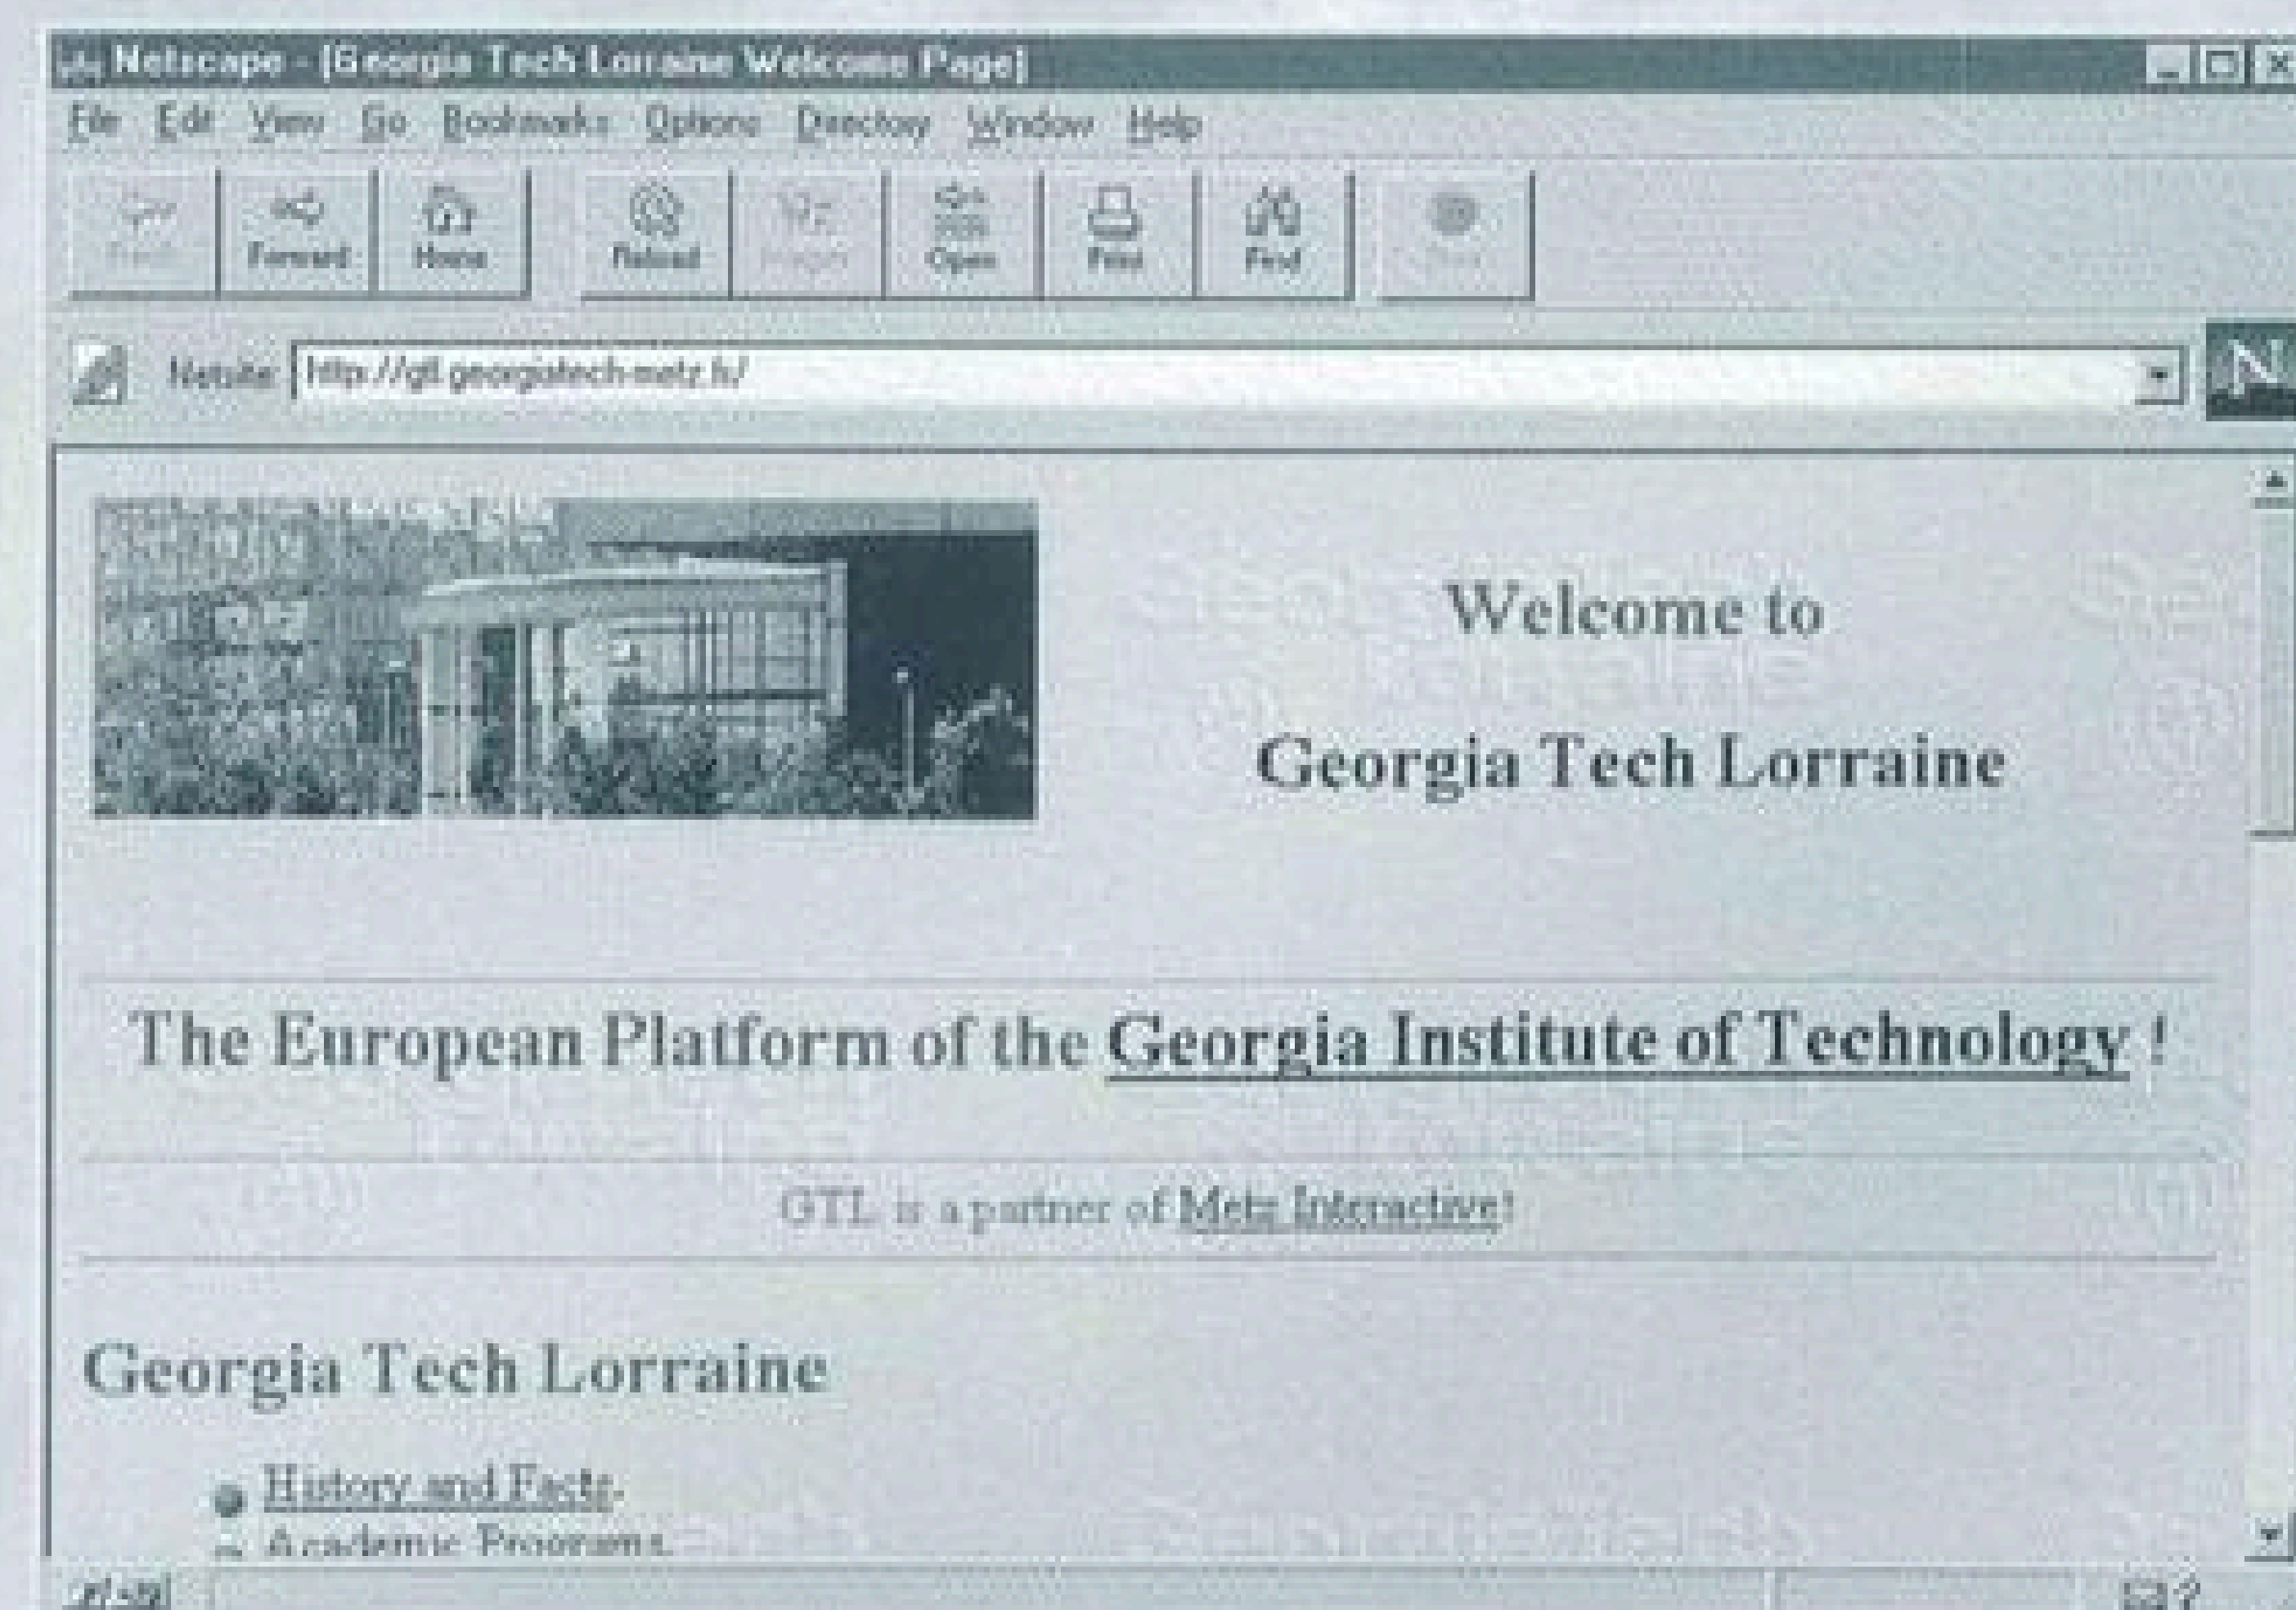 Netscape - [Georgia Tech Lorraine Welcome Page]
File Edit View Go Bookmarks Options Directory Window Help
Forward Home Reload Open Print Find
Netsite: http://gtl.georgiatech-metz.fr/
N
Welcome to
Georgia Tech Lorraine
The European Platform of the Georgia Institute of Technology !
GTL is a partner of Metz Interactive!
Georgia Tech Lorraine
History and Facts.
Academic Programs.